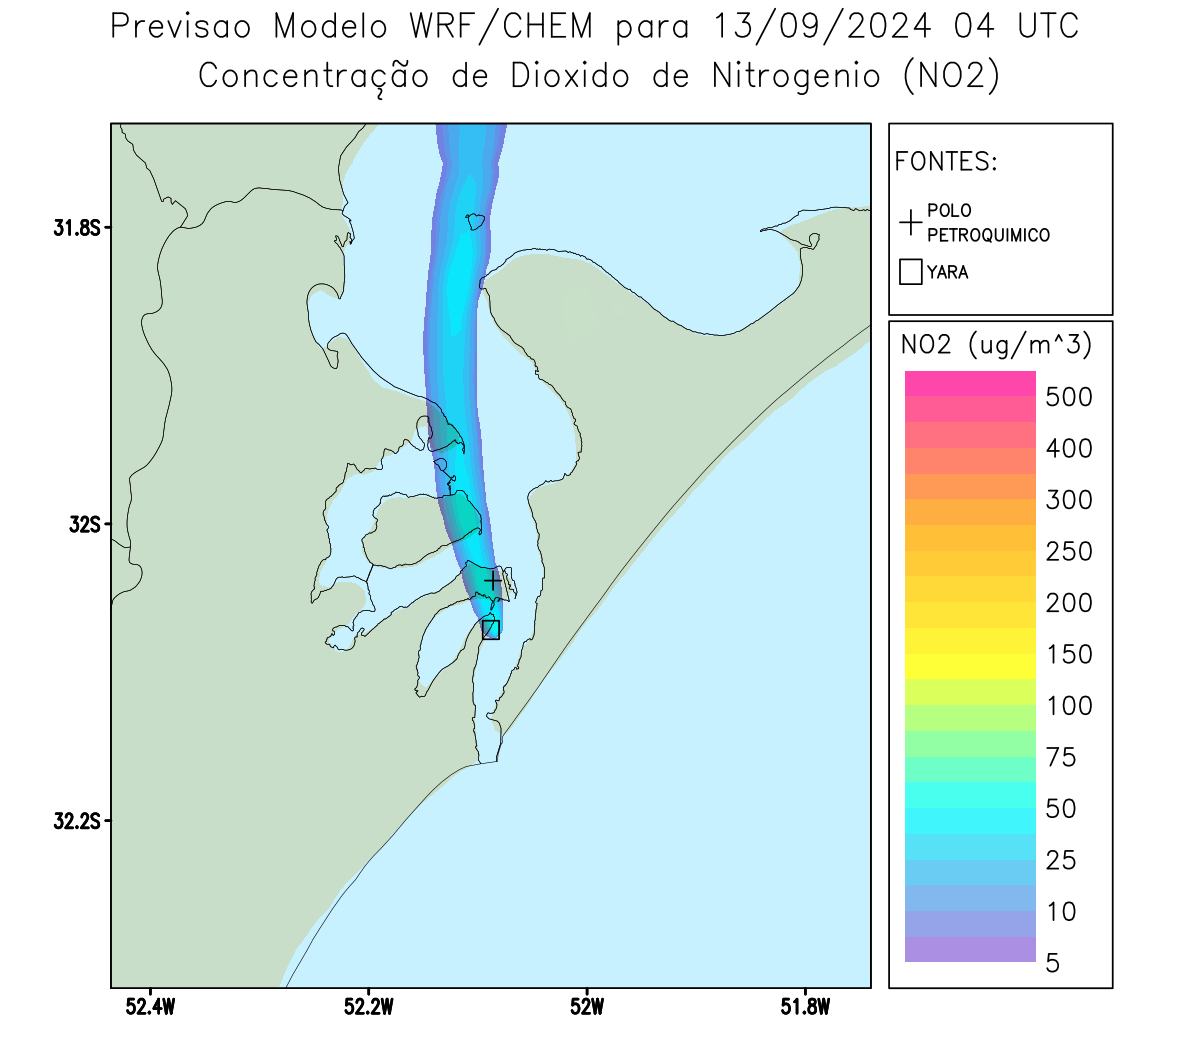 Previsao Modelo WRF/CHEM para 13/09/2024 04 UTC
Concentração de Dioxido de Nitrogenio (NO2)
FONTES:
POLO
PETROQUIMICO
YARA
NO2 (ug/m^3)
500
400
300
250
200
150
100
75
50
25
10
5
31.8S
32S
32.2S
52.4W
52.2W
52W
51.8W